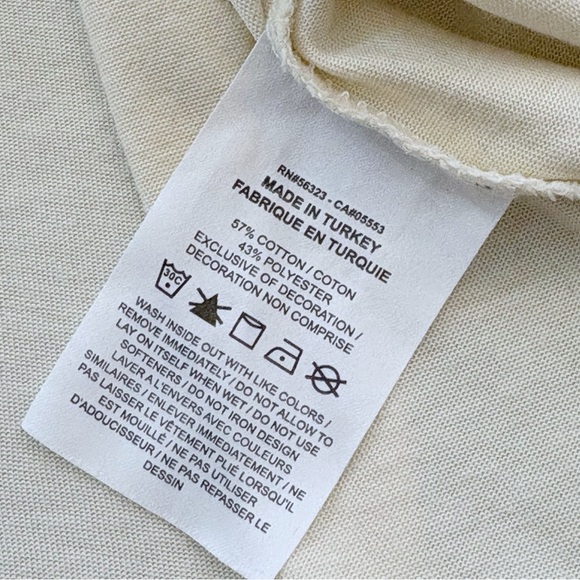 RN#56323 - CA#05553
MADE IN TURKEY
FABRIQUE EN TURQUIE
57% COTTON / COTON
43% POLYESTER
EXCLUSIVE OF DECORATION /
DECORATION NON COMPRISE
30C
WASH INSIDE OUT WITH LIKE COLORS /
REMOVE IMMEDIATELY / DO NOT ALLOW TO
LAY ON ITSELF WHEN WET / DO NOT USE
SOFTENERS / DO NOT IRON DESIGN
LAVER A L'ENVERS AVEC COULEURS
SIMILAIRES / ENLEVER IMMEDIATEMENT / NE
PAS LAISSER LE VÊTEMENT PLIÉ LORSQU'IL
EST MOUILLÉ / NE PAS UTILISER
D'ADOUCISSEUR / NE PAS REPASSER LE
DESSIN